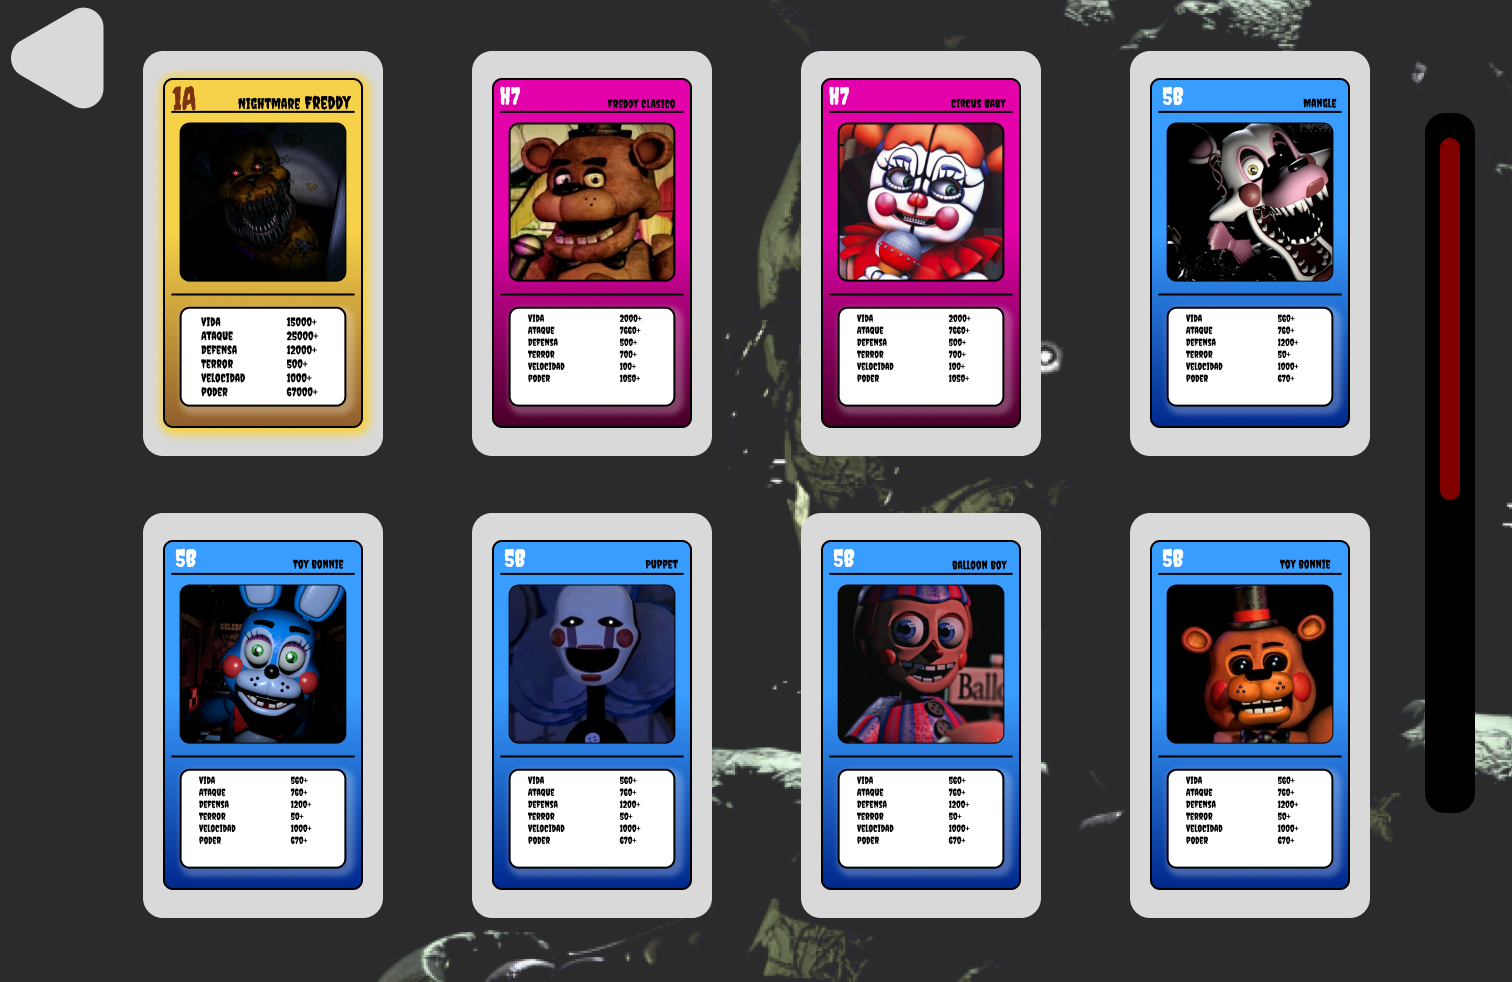 1A NIGHTMARE FREDDY
VIDA 15000+
ATAQUE 25000+
DEFENSA 12000+
TERROR 500+
VELOCIDAD 1000+
PODER 67000+
H7 FREDDY CLASICO
VIDA 2000+
ATAQUE 7660+
DEFENSA 500+
TERROR 700+
VELOCIDAD 100+
PODER 1050+
H7 CIRCUS BABY
VIDA 2000+
ATAQUE 7660+
DEFENSA 500+
TERROR 700+
VELOCIDAD 100+
PODER 1050+
5B MANGLE
VIDA 560+
ATAQUE 760+
DEFENSA 1200+
TERROR 50+
VELOCIDAD 1000+
PODER 670+
5B TOY BONNIE
CELEB
VIDA 560+
ATAQUE 760+
DEFENSA 1200+
TERROR 50+
VELOCIDAD 1000+
PODER 670+
5B PUPPET
VIDA 560+
ATAQUE 760+
DEFENSA 1200+
TERROR 50+
VELOCIDAD 1000+
PODER 670+
5B BALLOON BOY
Ballo
VIDA 560+
ATAQUE 760+
DEFENSA 1200+
TERROR 50+
VELOCIDAD 1000+
PODER 670+
5B TOY BONNIE
VIDA 560+
ATAQUE 760+
DEFENSA 1200+
TERROR 50+
VELOCIDAD 1000+
PODER 670+